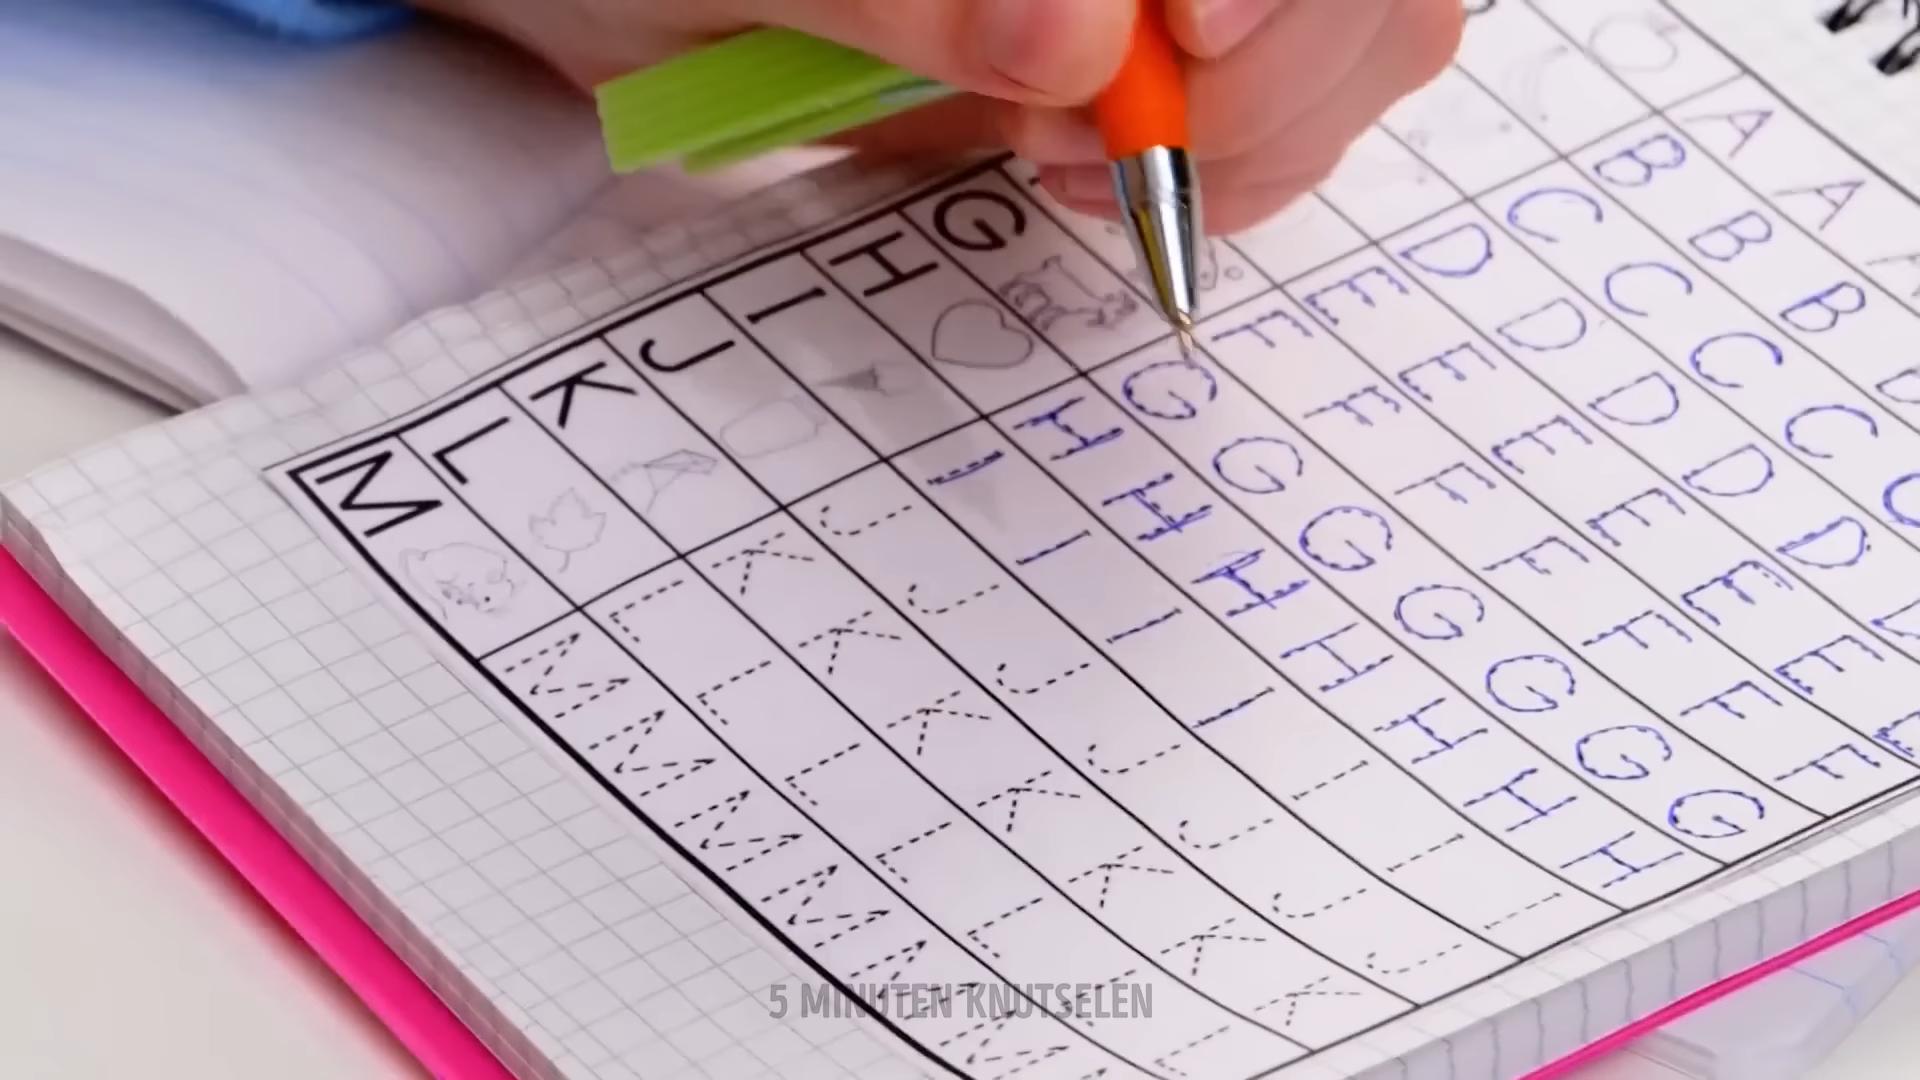 A A A
B B B B
C C C C C
D D D D D D
E E E E E E E
F F F F F F F
G G G G G G G G
H H H H H H H H
I I I I I I I I
J J J J J J J J
K K K K K K K K
L L L L L L L L
M M M M M M M
5 MINUTEN KNUTSELEN